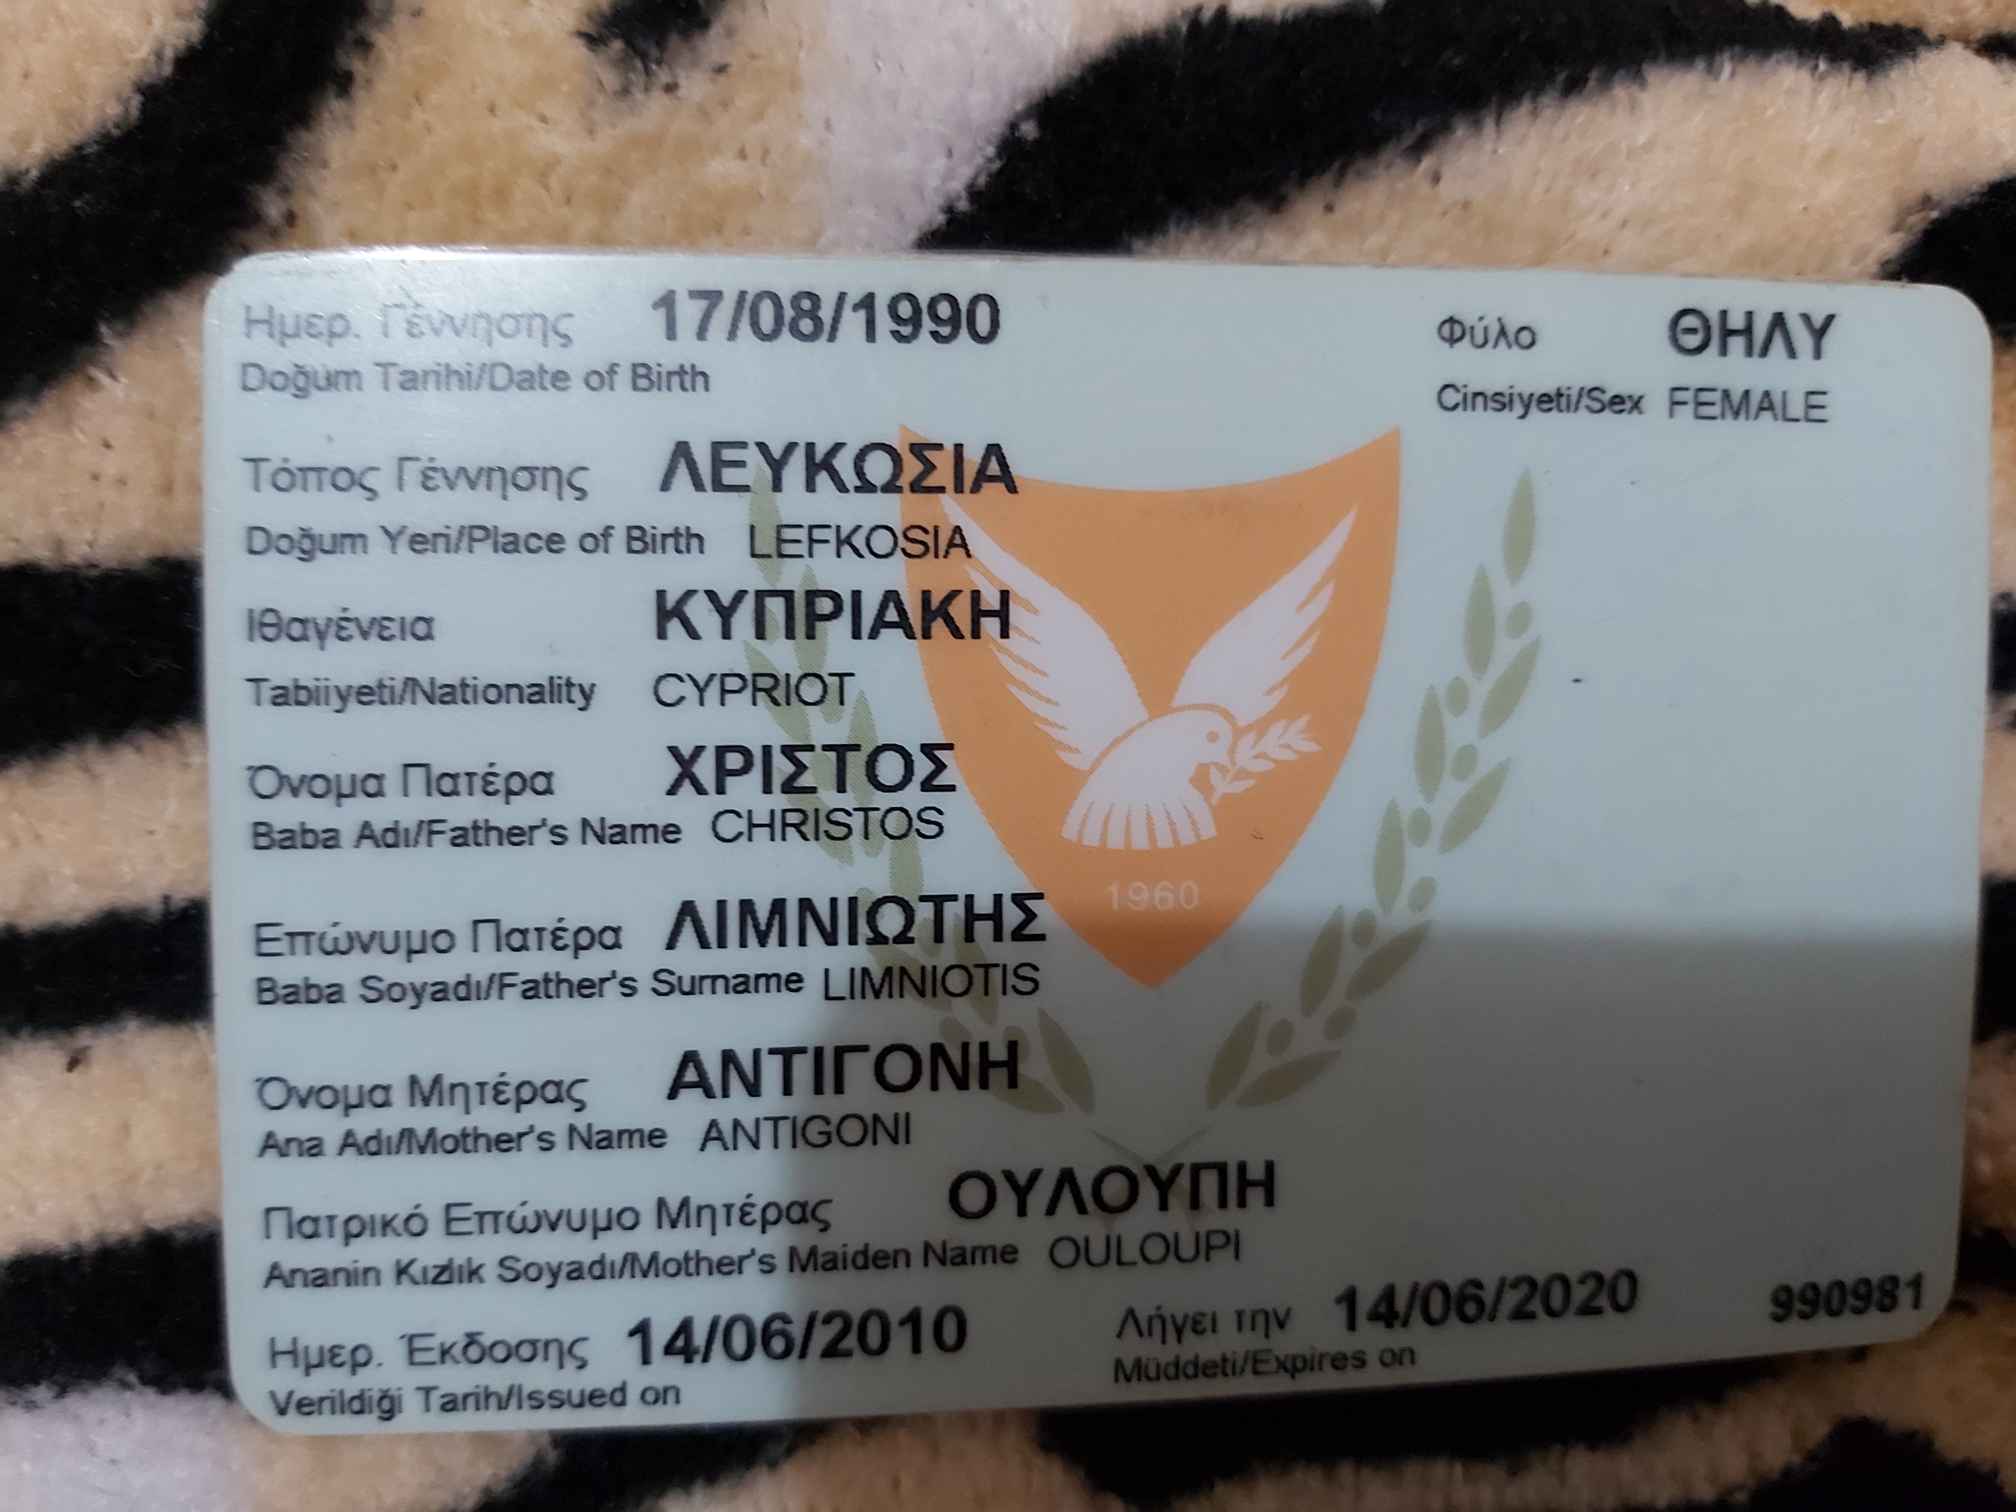 Ημερ. Γέννησης 17/08/1990 Φύλο ΘΗΛΥ
Doğum Tarihi/Date of Birth Cinsiyeti/Sex FEMALE
Τόπος Γέννησης ΛΕΥΚΩΣΙΑ
Doğum Yeri/Place of Birth LEFKOSIA
Ιθαγένεια ΚΥΠΡΙΑΚΗ
Tabiiyeti/Nationality CYPRIOT
Όνομα Πατέρα ΧΡΙΣΤΟΣ
Baba Adı/Father's Name CHRISTOS
1960
Επώνυμο Πατέρα ΛΙΜΝΙΩΤΗΣ
Baba Soyadı/Father's Surname LIMNIOTIS
Όνομα Μητέρας ΑΝΤΙΓΟΝΗ
Ana Adı/Mother's Name ANTIGONI
Πατρικό Επώνυμο Μητέρας ΟΥΛΟΥΠΗ
Ananin Kızlık Soyadı/Mother's Maiden Name OULOUPI
Ημερ. Έκδοσης 14/06/2010 Λήγει την 14/06/2020 990981
Verildiği Tarih/Issued on Müddeti/Expires on